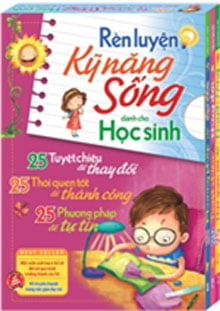 Rèn luyện
Kỹ năng
Sống
dành cho
Học sinh
25 Tuyệt chiêu
để thay đổi
25 Thói quen tốt
để thành công
25 Phương pháp
để tự tin